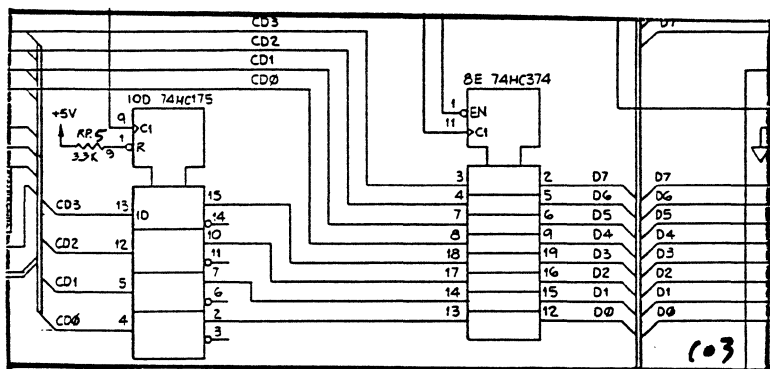 CD3
CD2
CD1
CDØ
D7
10D 74HC175
8E 74HC374
+5V
9
C1
1
R
RP.5
3.3K
9
1
EN
11
C1
3
2
D7
D7
4
5
D6
D6
7
6
D5
D5
8
9
D4
D4
18
19
D3
D3
17
16
D2
D2
14
15
D1
D1
13
12
DØ
DØ
CD3
13
1D
15
14
CD2
12
10
11
CD1
5
7
6
CDØ
4
2
3
C03